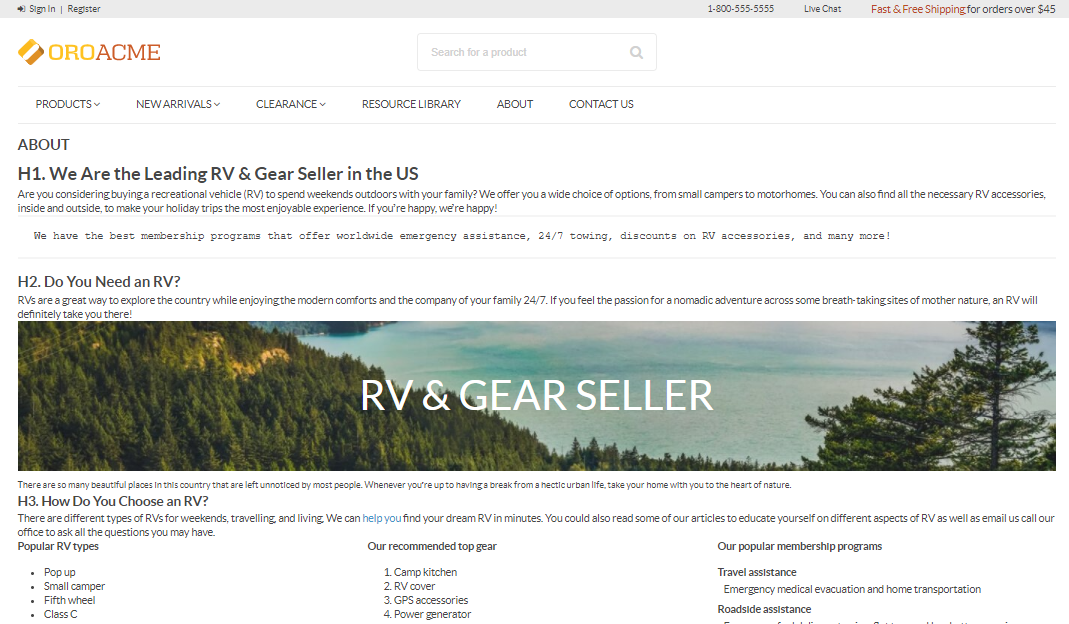 Sign In | Register
1-800-555-5555 Live Chat Fast & Free Shipping for orders over $45
OROACME
Search for a product
PRODUCTS NEW ARRIVALS CLEARANCE RESOURCE LIBRARY ABOUT CONTACT US
ABOUT
H1. We Are the Leading RV & Gear Seller in the US
Are you considering buying a recreational vehicle (RV) to spend weekends outdoors with your family? We offer you a wide choice of options, from small campers to motorhomes. You can also find all the necessary RV accessories,
inside and outside, to make your holiday trips the most enjoyable experience. If you're happy, we're happy!
We have the best membership programs that offer worldwide emergency assistance, 24/7 towing, discounts on RV accessories, and many more!
H2. Do You Need an RV?
RVs are a great way to explore the country while enjoying the modern comforts and the company of your family 24/7. If you feel the passion for a nomadic adventure across some breath-taking sites of mother nature, an RV will
definitely take you there!
RV & GEAR SELLER
There are so many beautiful places in this country that are left unnoticed by most people. Whenever you're up to having a break from a hectic urban life, take your home with you to the heart of nature.
H3. How Do You Choose an RV?
There are different types of RVs for weekends, travelling, and living. We can help you find your dream RV in minutes. You could also read some of our articles to educate yourself on different aspects of RV as well as email us call our
office to ask all the questions you may have.
Popular RV types
• Pop up
• Small camper
• Fifth wheel
• Class C
Our recommended top gear
1. Camp kitchen
2. RV cover
3. GPS accessories
4. Power generator
Our popular membership programs
Travel assistance
Emergency medical evacuation and home transportation
Roadside assistance